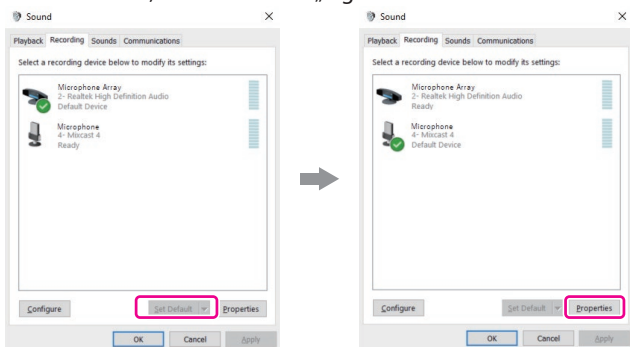 Sound
Playback Recording Sounds Communications
Select a recording device below to modify its settings:
Microphone Array
2- Realtek High Definition Audio
Default Device
Microphone
4- Mixcast 4
Ready
Configure Set Default Properties
OK Cancel Apply
Sound
Playback Recording Sounds Communications
Select a recording device below to modify its settings:
Microphone Array
2- Realtek High Definition Audio
Ready
Microphone
4- Mixcast 4
Default Device
Configure Set Default Properties
OK Cancel Apply